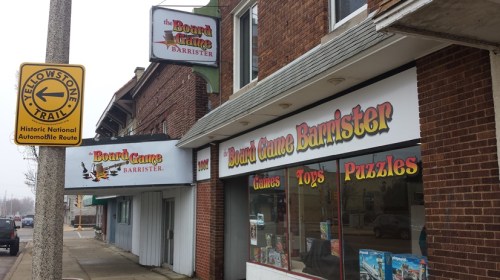 the Board
Game
BARRISTER
YELLOWSTONE
TRAIL
Historic National
Automobile Route
Board Game
BARRISTER
Board Game Barrister
Games Toys Puzzles